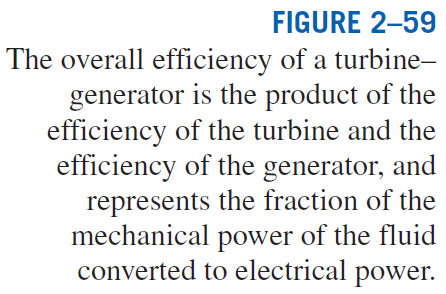 FIGURE 2–59
The overall efficiency of a turbine–
generator is the product of the
efficiency of the turbine and the
efficiency of the generator, and
represents the fraction of the
mechanical power of the fluid
converted to electrical power.